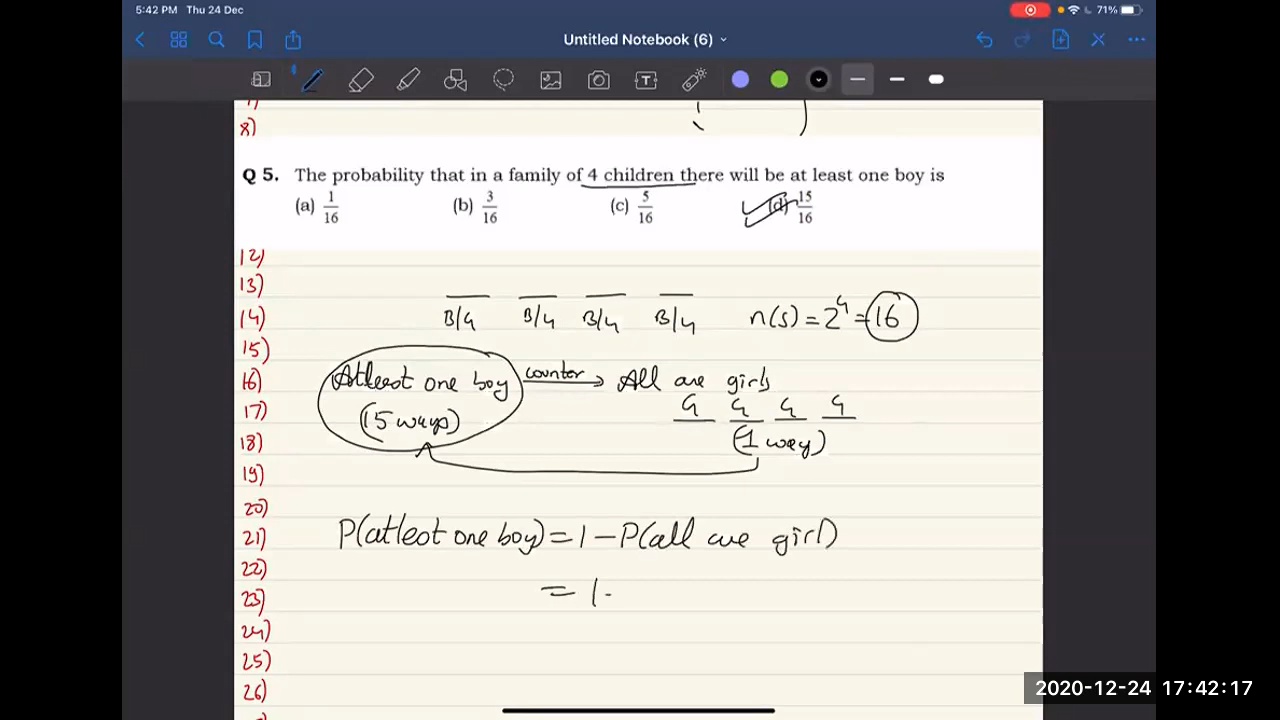 5:42 PM Thu 24 Dec
71%
Untitled Notebook (6)
8)
Q 5. The probability that in a family of 4 children there will be at least one boy is
(a) 1/16 (b) 3/16 (c) 5/16 (d) 15/16
12)
13)
14) B/G B/G B/G B/G n(s) = 2^4 = 16
15)
16) Atleast one boy counter → All are girls
17) (15 ways) G G G G
18) (1 way)
19)
20)
21) P(atleast one boy) = 1 - P(all are girl)
22)
23) = 1-
24)
25)
26)
2020-12-24 17:42:17